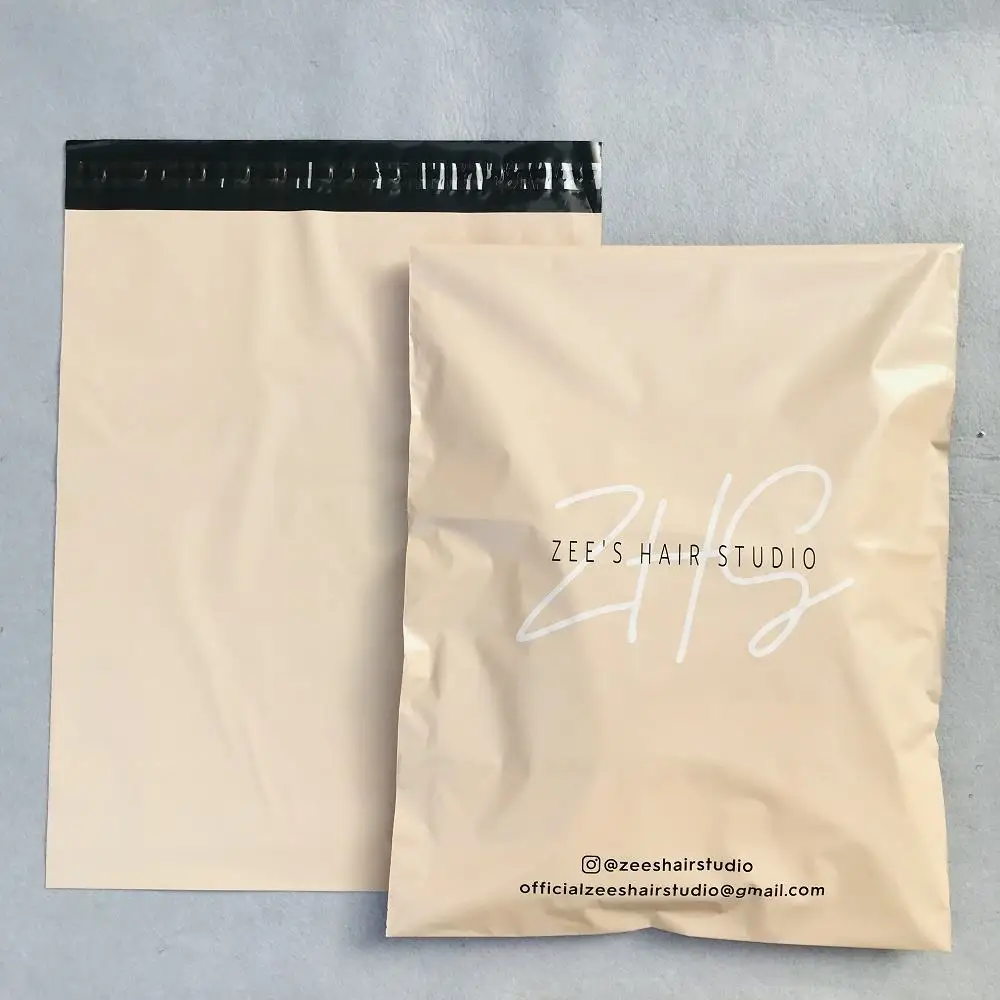 ZHS
ZEE'S HAIR STUDIO
@zeeshairstudio
officialzeeshairstudio@gmail.com